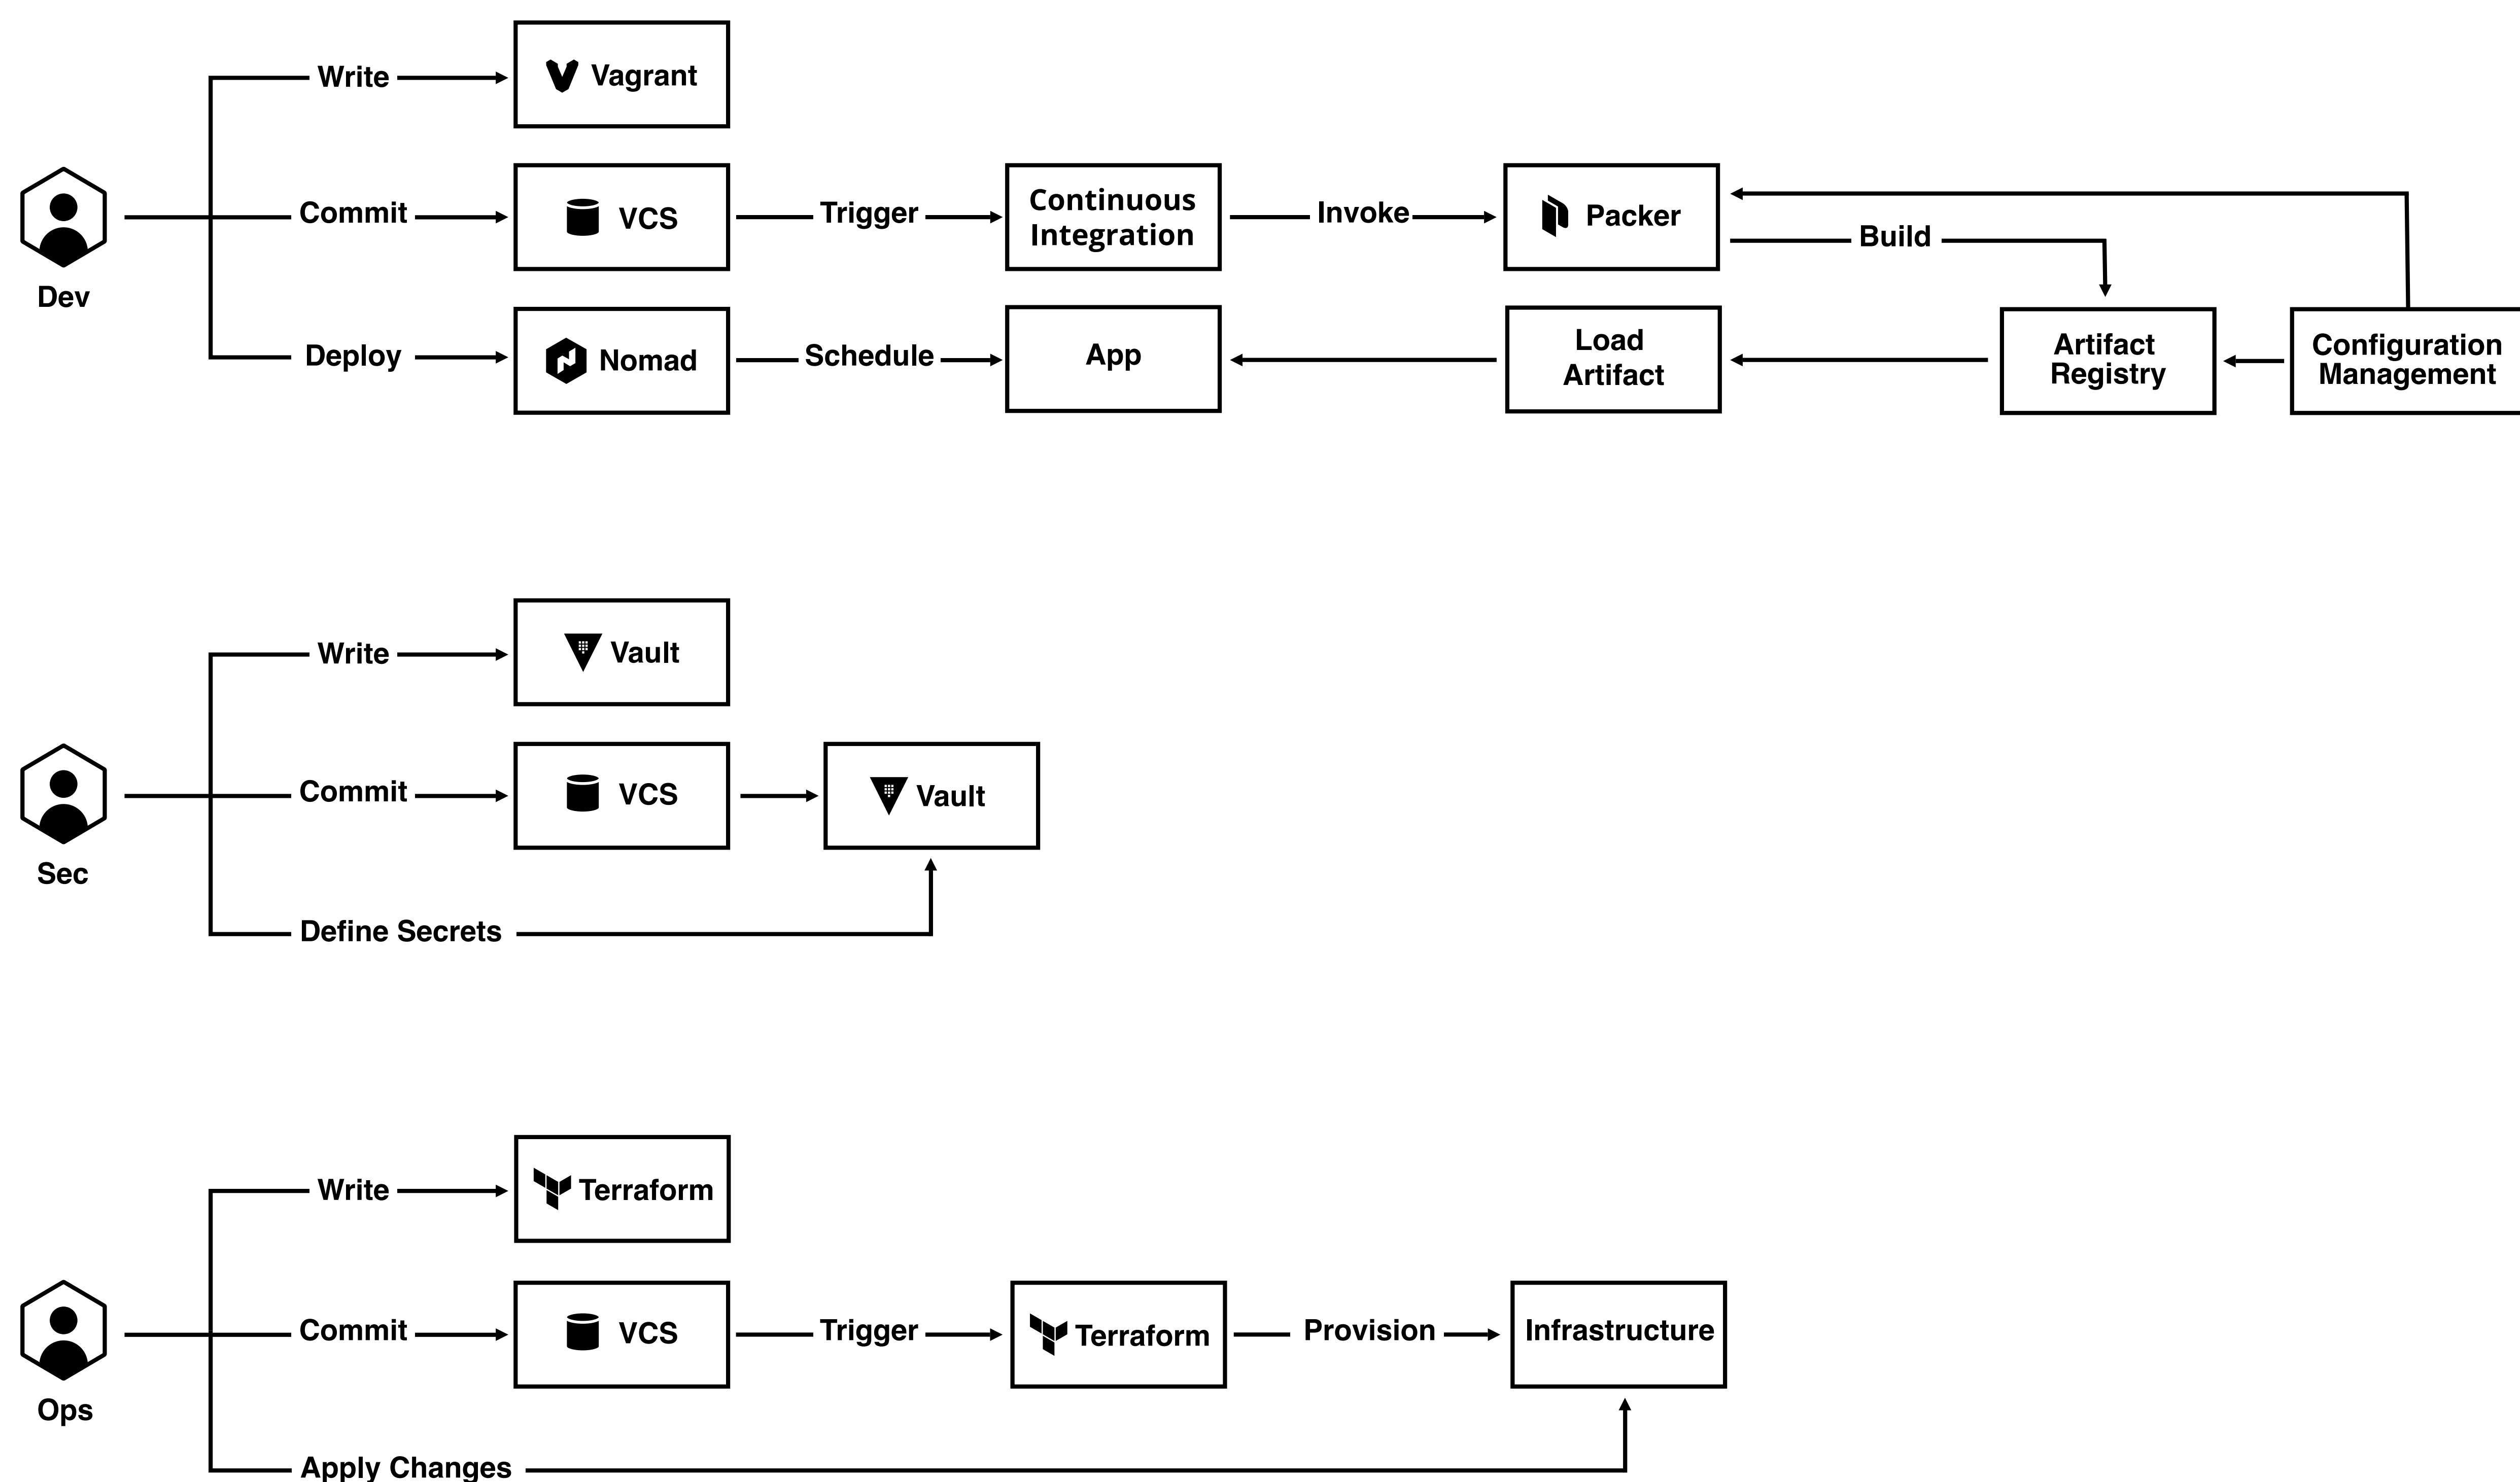 Write
Vagrant
Commit
VCS
Trigger
Continuous
Integration
Invoke
Packer
Build
Dev
Deploy
Nomad
Schedule
App
Load
Artifact
Artifact
Registry
Configuration
Management
Write
Vault
Commit
VCS
Vault
Sec
Define Secrets
Write
Terraform
Commit
VCS
Trigger
Terraform
Provision
Infrastructure
Ops
Apply Changes